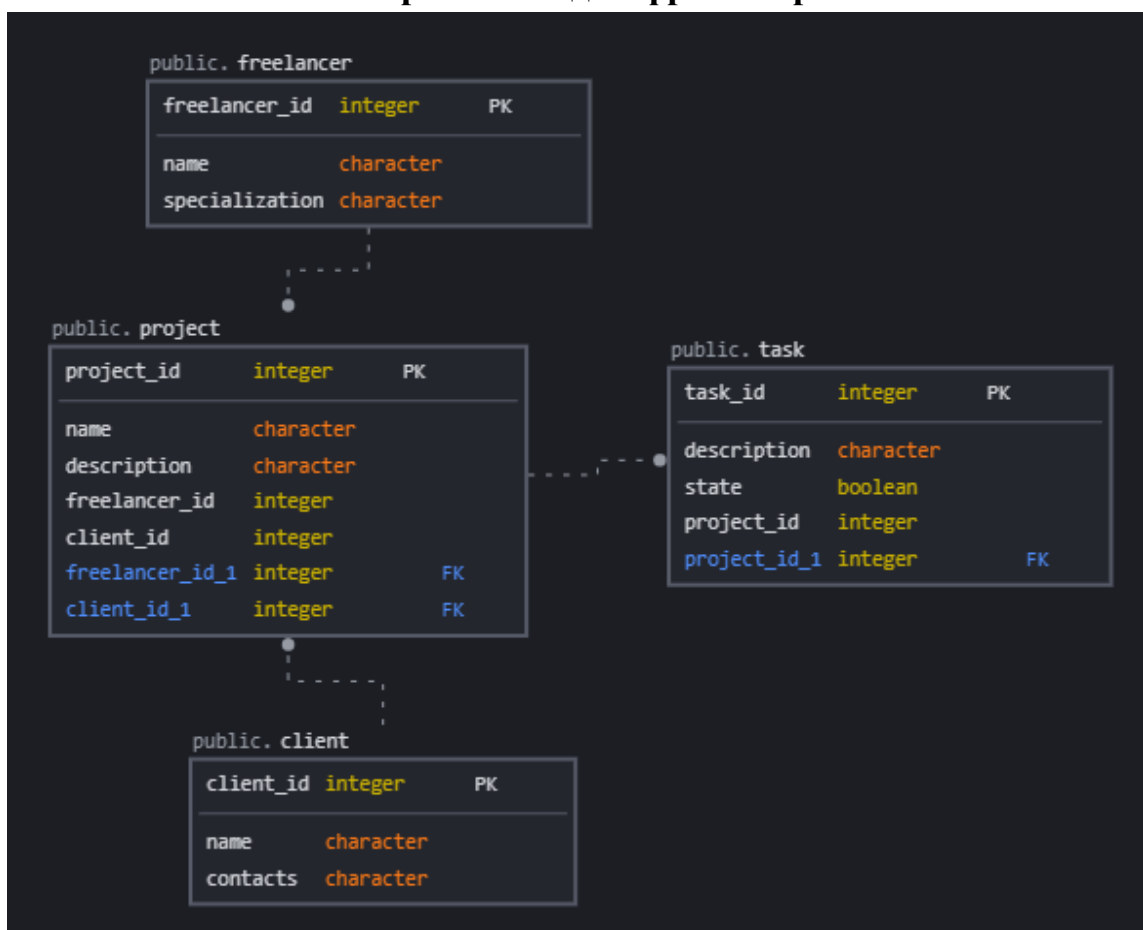 public. freelancer
freelancer_id integer PK
name character
specialization character
public. project
project_id integer PK
name character
description character
freelancer_id integer
client_id integer
freelancer_id_1 integer FK
client_id_1 integer FK
public. task
task_id integer PK
description character
state boolean
project_id integer
project_id_1 integer FK
public. client
client_id integer PK
name character
contacts character